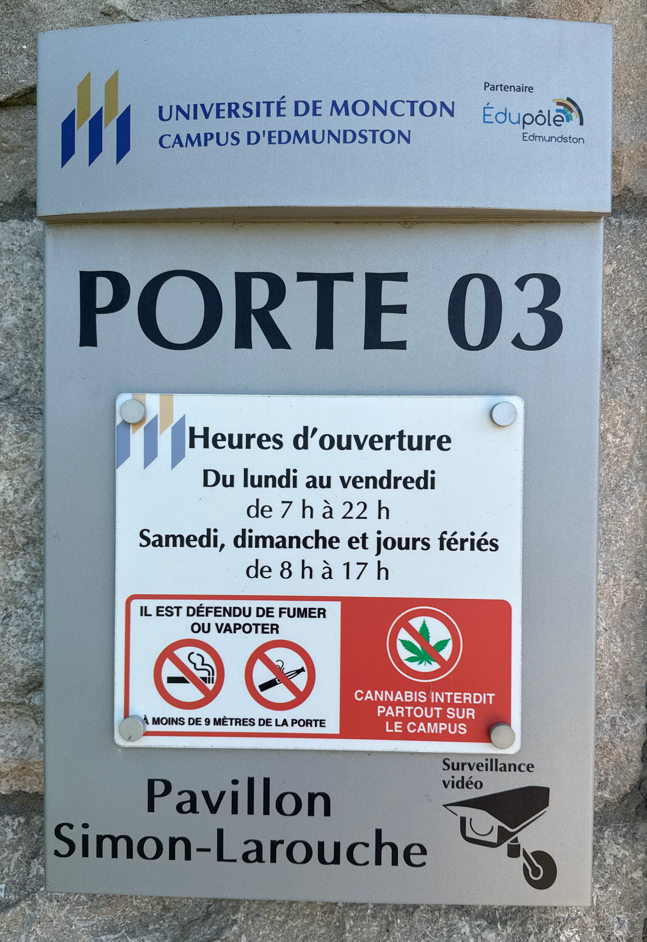 UNIVERSITÉ DE MONCTON
CAMPUS D'EDMUNDSTON
Partenaire
Édupôle
Edmundston
PORTE 03
Heures d'ouverture
Du lundi au vendredi
de 7 h à 22 h
Samedi, dimanche et jours fériés
de 8 h à 17 h
IL EST DÉFENDU DE FUMER
OU VAPOTER
À MOINS DE 9 MÈTRES DE LA PORTE
CANNABIS INTERDIT
PARTOUT SUR
LE CAMPUS
Surveillance
vidéo
Pavillon
Simon-Larouche